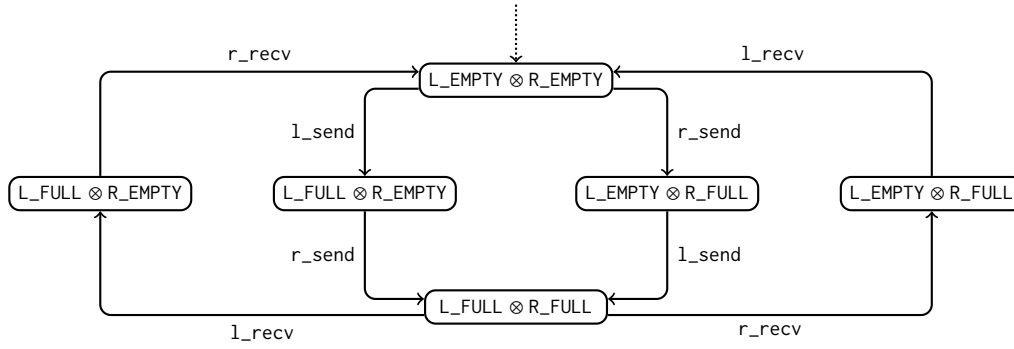 r_recv
l_recv
L_EMPTY ⊗ R_EMPTY
l_send
r_send
L_FULL ⊗ R_EMPTY
L_FULL ⊗ R_EMPTY
L_EMPTY ⊗ R_FULL
L_EMPTY ⊗ R_FULL
r_send
l_send
L_FULL ⊗ R_FULL
l_recv
r_recv